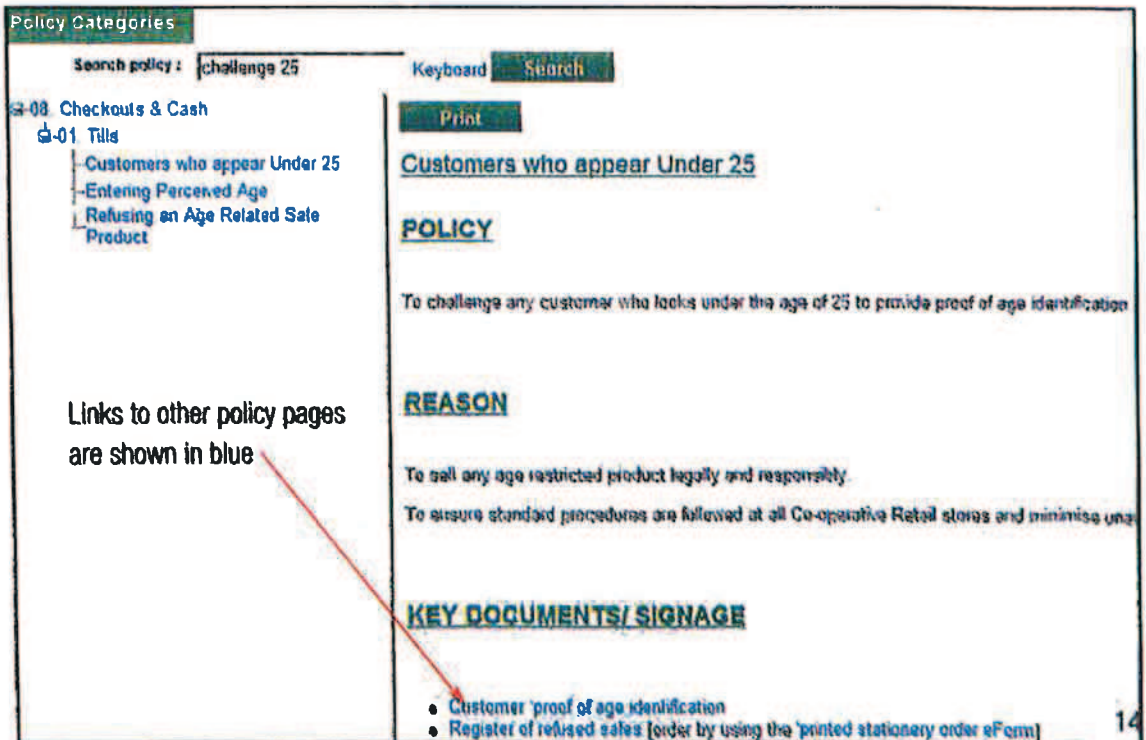 Policy Categories
Search policy : challenge 25 Keyboard Search
08 Checkouts & Cash
01 Tills
Customers who appear Under 25
Entering Perceived Age
Refusing an Age Related Sale
Product
Print
Customers who appear Under 25
POLICY
To challenge any customer who looks under the age of 25 to provide proof of age identification
Links to other policy pages
are shown in blue
REASON
To sell any age restricted product legally and responsibly.
To ensure standard procedures are followed at all Co-operative Retail stores and minimise
KEY DOCUMENTS/ SIGNAGE
• Customer 'proof of age identification
• Register of refused sales [order by using the 'printed stationery order eForm]
14